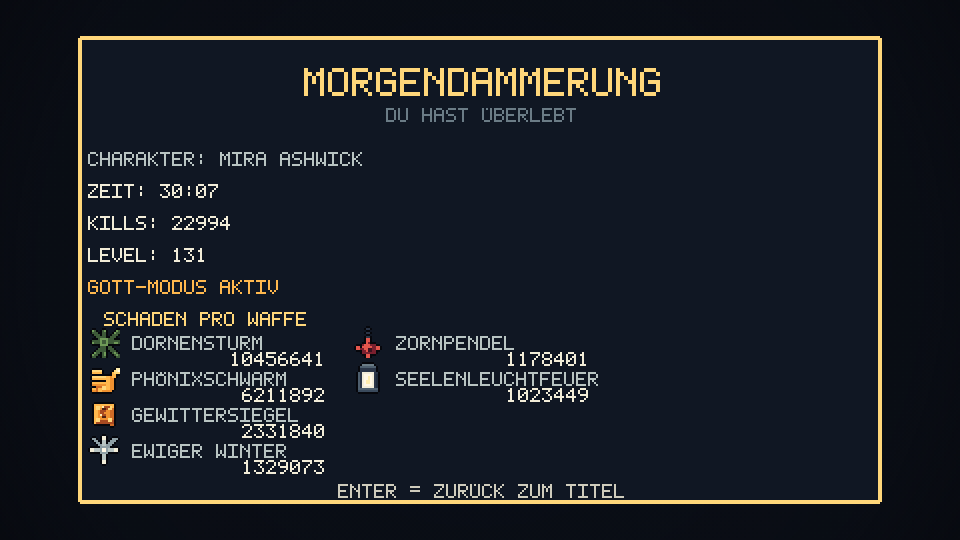 MORGENDAMMERUNG
DU HAST ÜBERLEBT
CHARAKTER: MIRA ASHWICK
ZEIT: 30:07
KILLS: 22994
LEVEL: 131
GOTT-MODUS AKTIV
SCHADEN PRO WAFFE
DORNENSTURM
10456641
PHÖNIXSCHWARM
6211892
GEWITTERSIEGEL
2331840
EWIGER WINTER
1329073
ZORNPENDEL
1178401
SEELENLEUCHTFEUER
1023449
ENTER = ZURÜCK ZUM TITEL